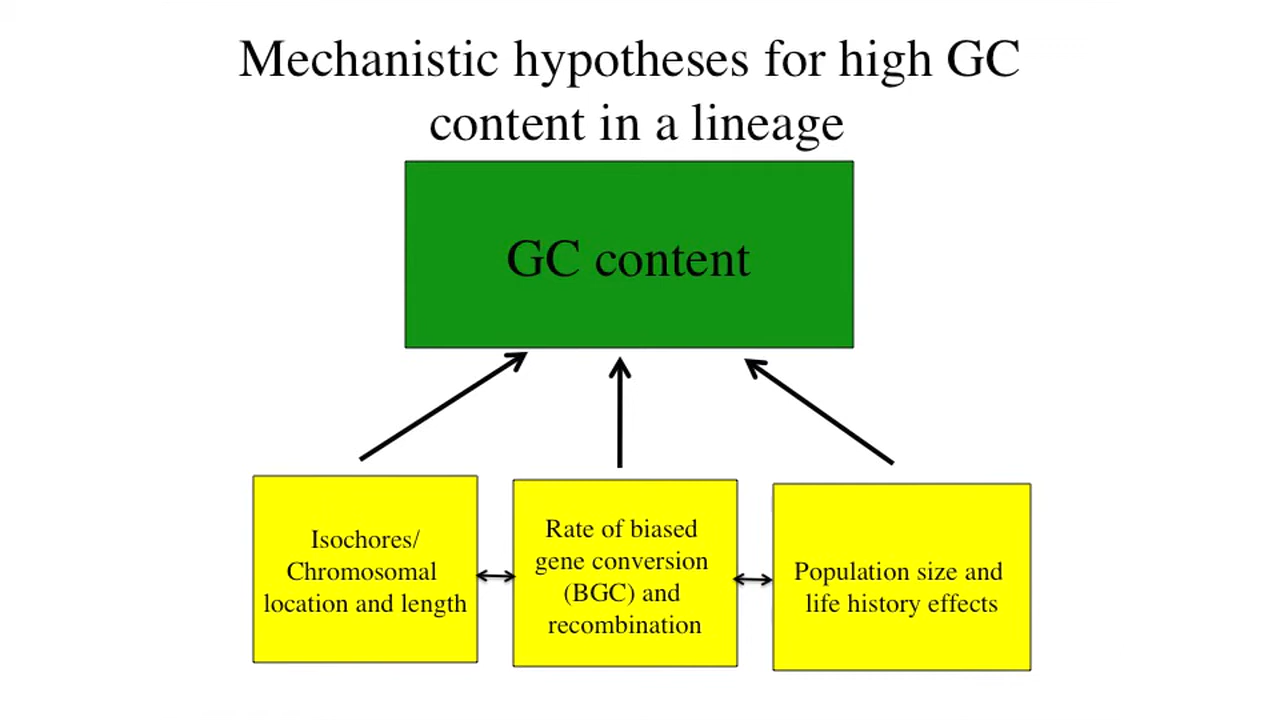 Mechanistic hypotheses for high GC
content in a lineage
GC content
Isochores/
Chromosomal
location and length
Rate of biased
gene conversion
(BGC) and
recombination
Population size and
life history effects